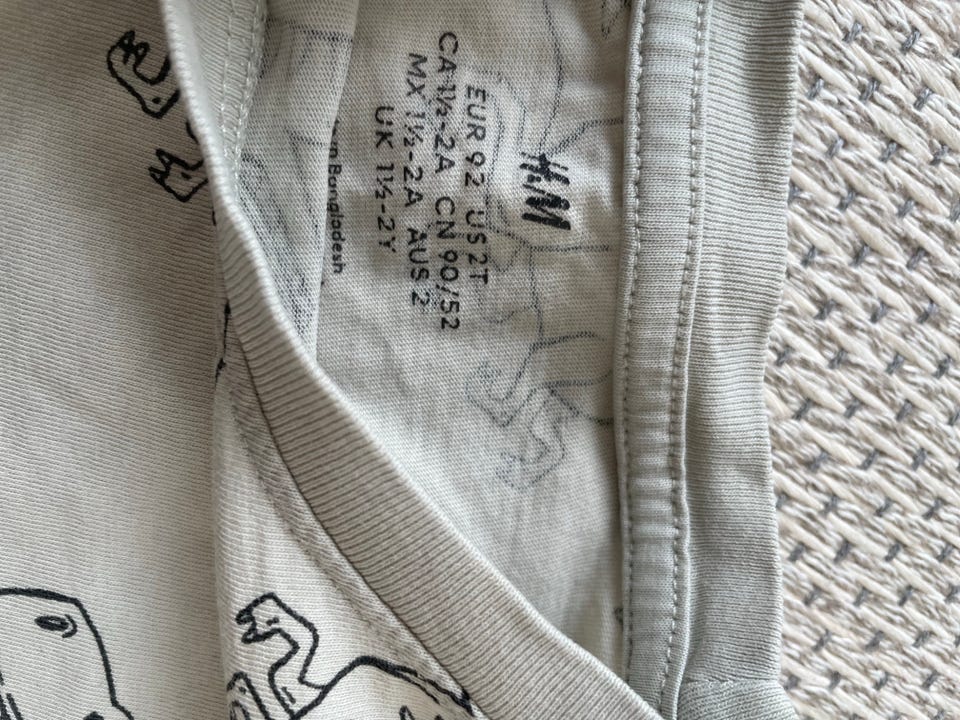 H&M
EUR 92 US 2T
CA 1½-2A CN 90/52
MX 1½-2A AUS 2
UK 1½-2Y
Bangladesh